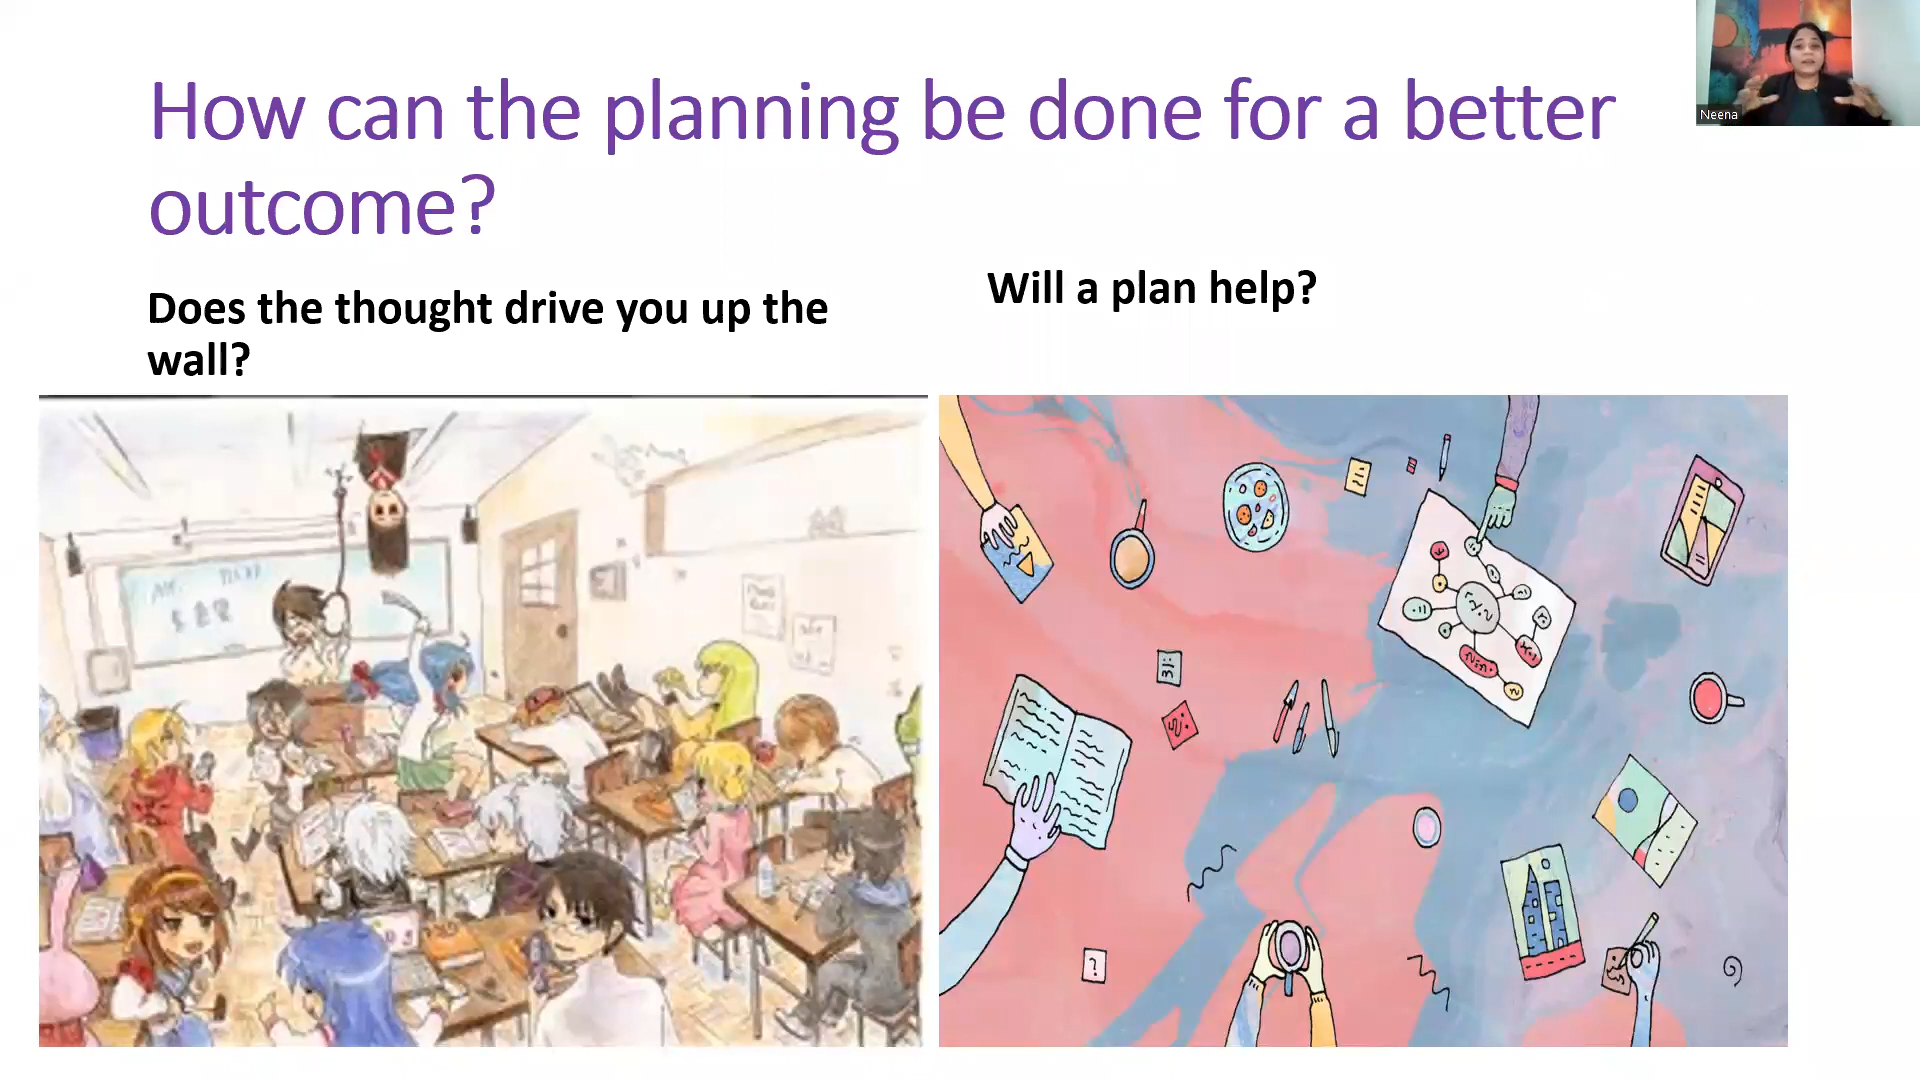 How can the planning be done for a better
outcome?
Neena
Does the thought drive you up the
wall?
Will a plan help?
?